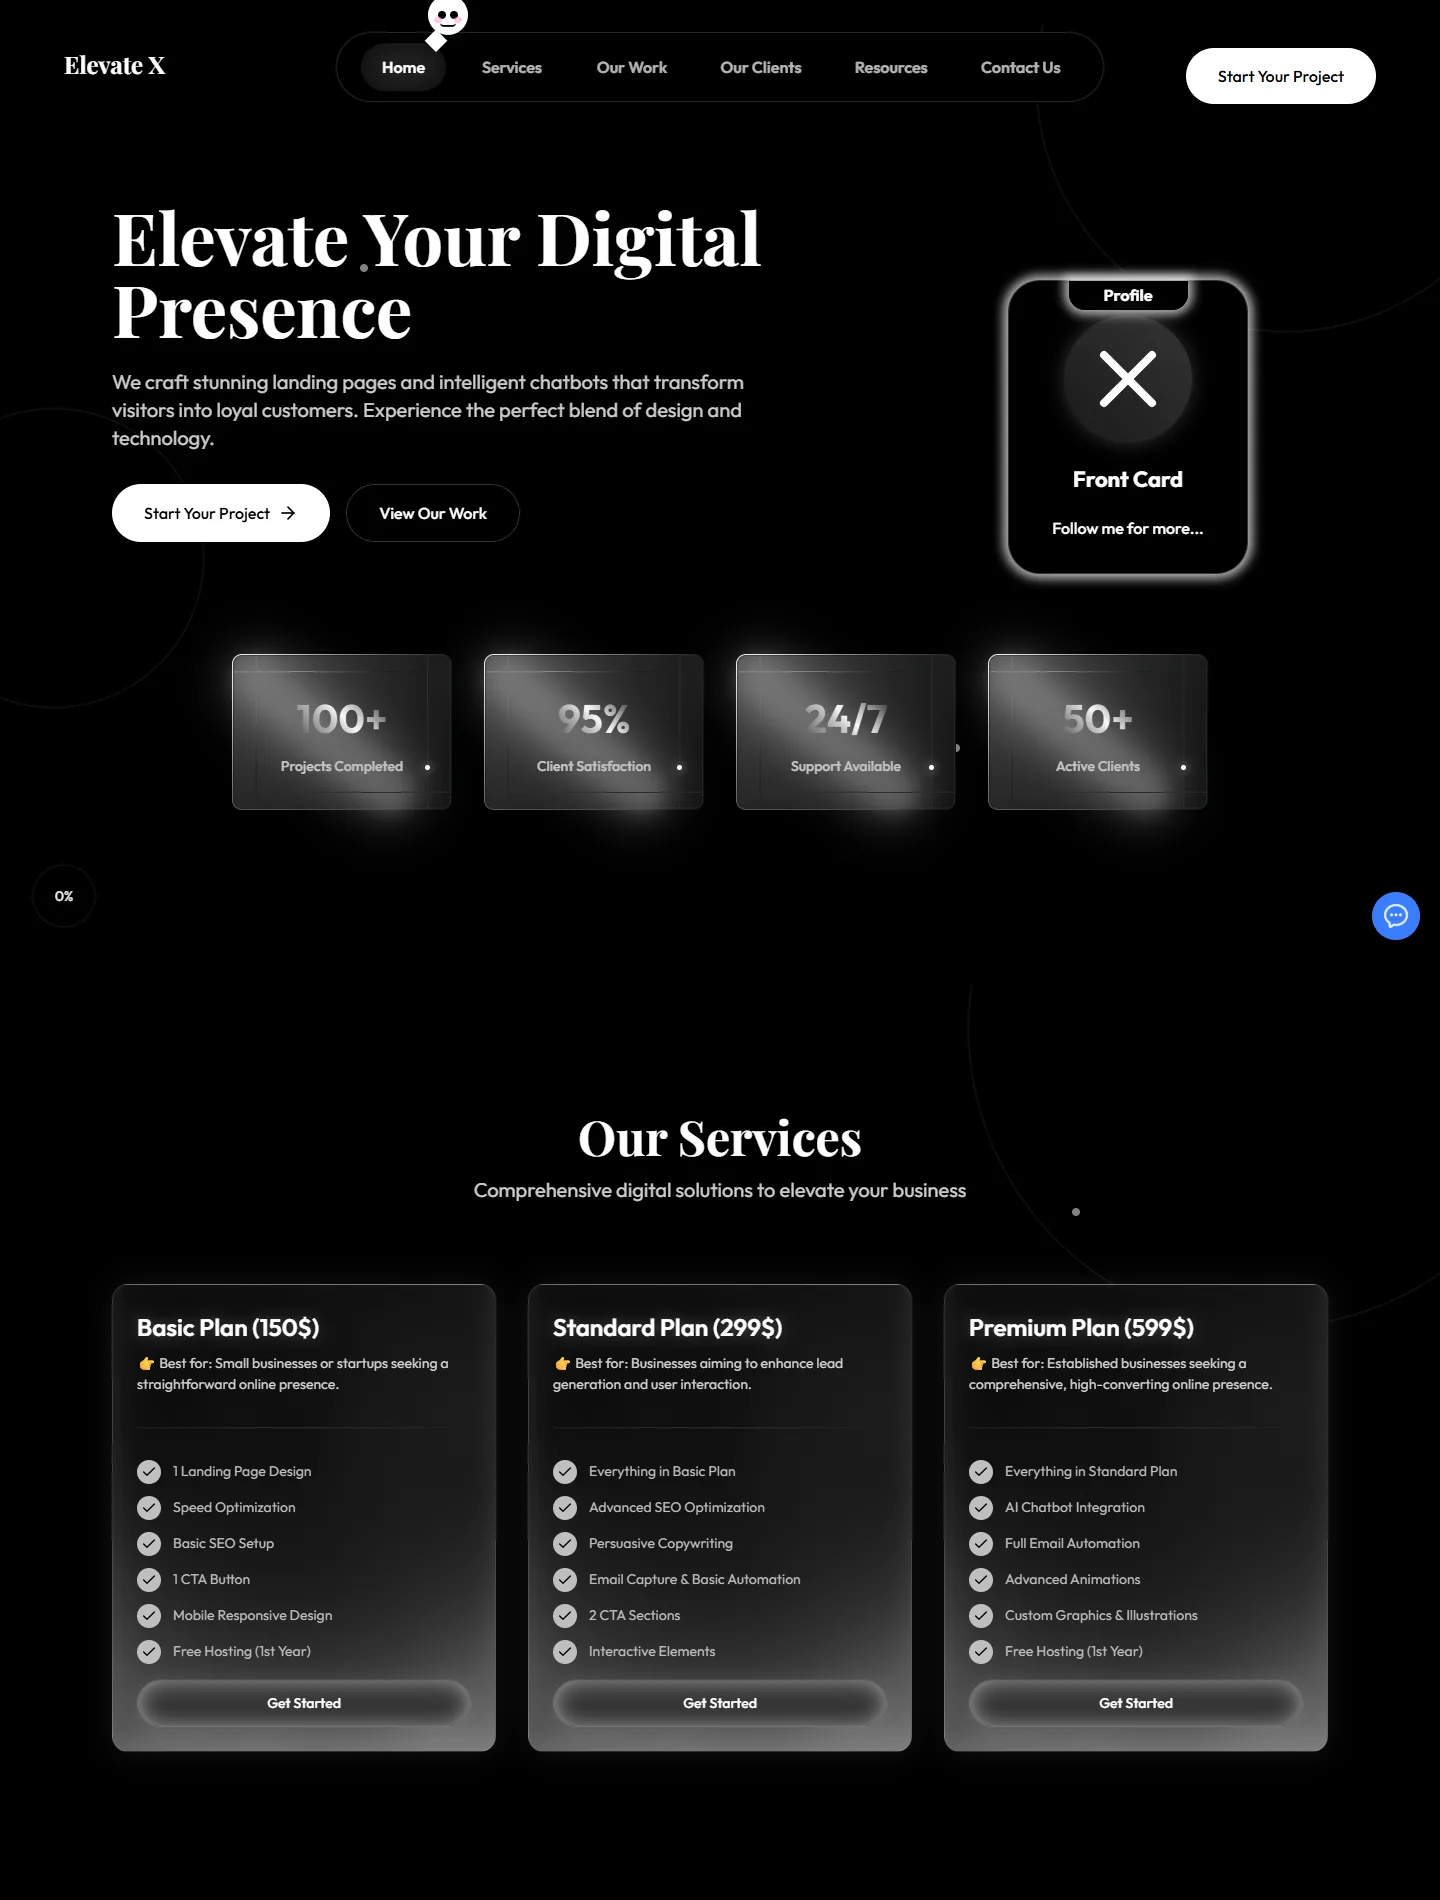 Elevate X
Home
Services
Our Work
Our Clients
Resources
Contact Us
Start Your Project
Elevate Your Digital
Presence
We craft stunning landing pages and intelligent chatbots that transform
visitors into loyal customers. Experience the perfect blend of design and
technology.
Start Your Project
View Our Work
Profile
Front Card
Follow me for more...
100+
Projects Completed
95%
Client Satisfaction
24/7
Support Available
50+
Active Clients
0%
Our Services
Comprehensive digital solutions to elevate your business
Basic Plan (150$)
👉 Best for: Small businesses or startups seeking a
straightforward online presence.
1 Landing Page Design
Speed Optimization
Basic SEO Setup
1 CTA Button
Mobile Responsive Design
Free Hosting (1st Year)
Get Started
Standard Plan (299$)
👉 Best for: Businesses aiming to enhance lead
generation and user interaction.
Everything in Basic Plan
Advanced SEO Optimization
Persuasive Copywriting
Email Capture & Basic Automation
2 CTA Sections
Interactive Elements
Get Started
Premium Plan (599$)
👉 Best for: Established businesses seeking a
comprehensive, high-converting online presence.
Everything in Standard Plan
AI Chatbot Integration
Full Email Automation
Advanced Animations
Custom Graphics & Illustrations
Free Hosting (1st Year)
Get Started